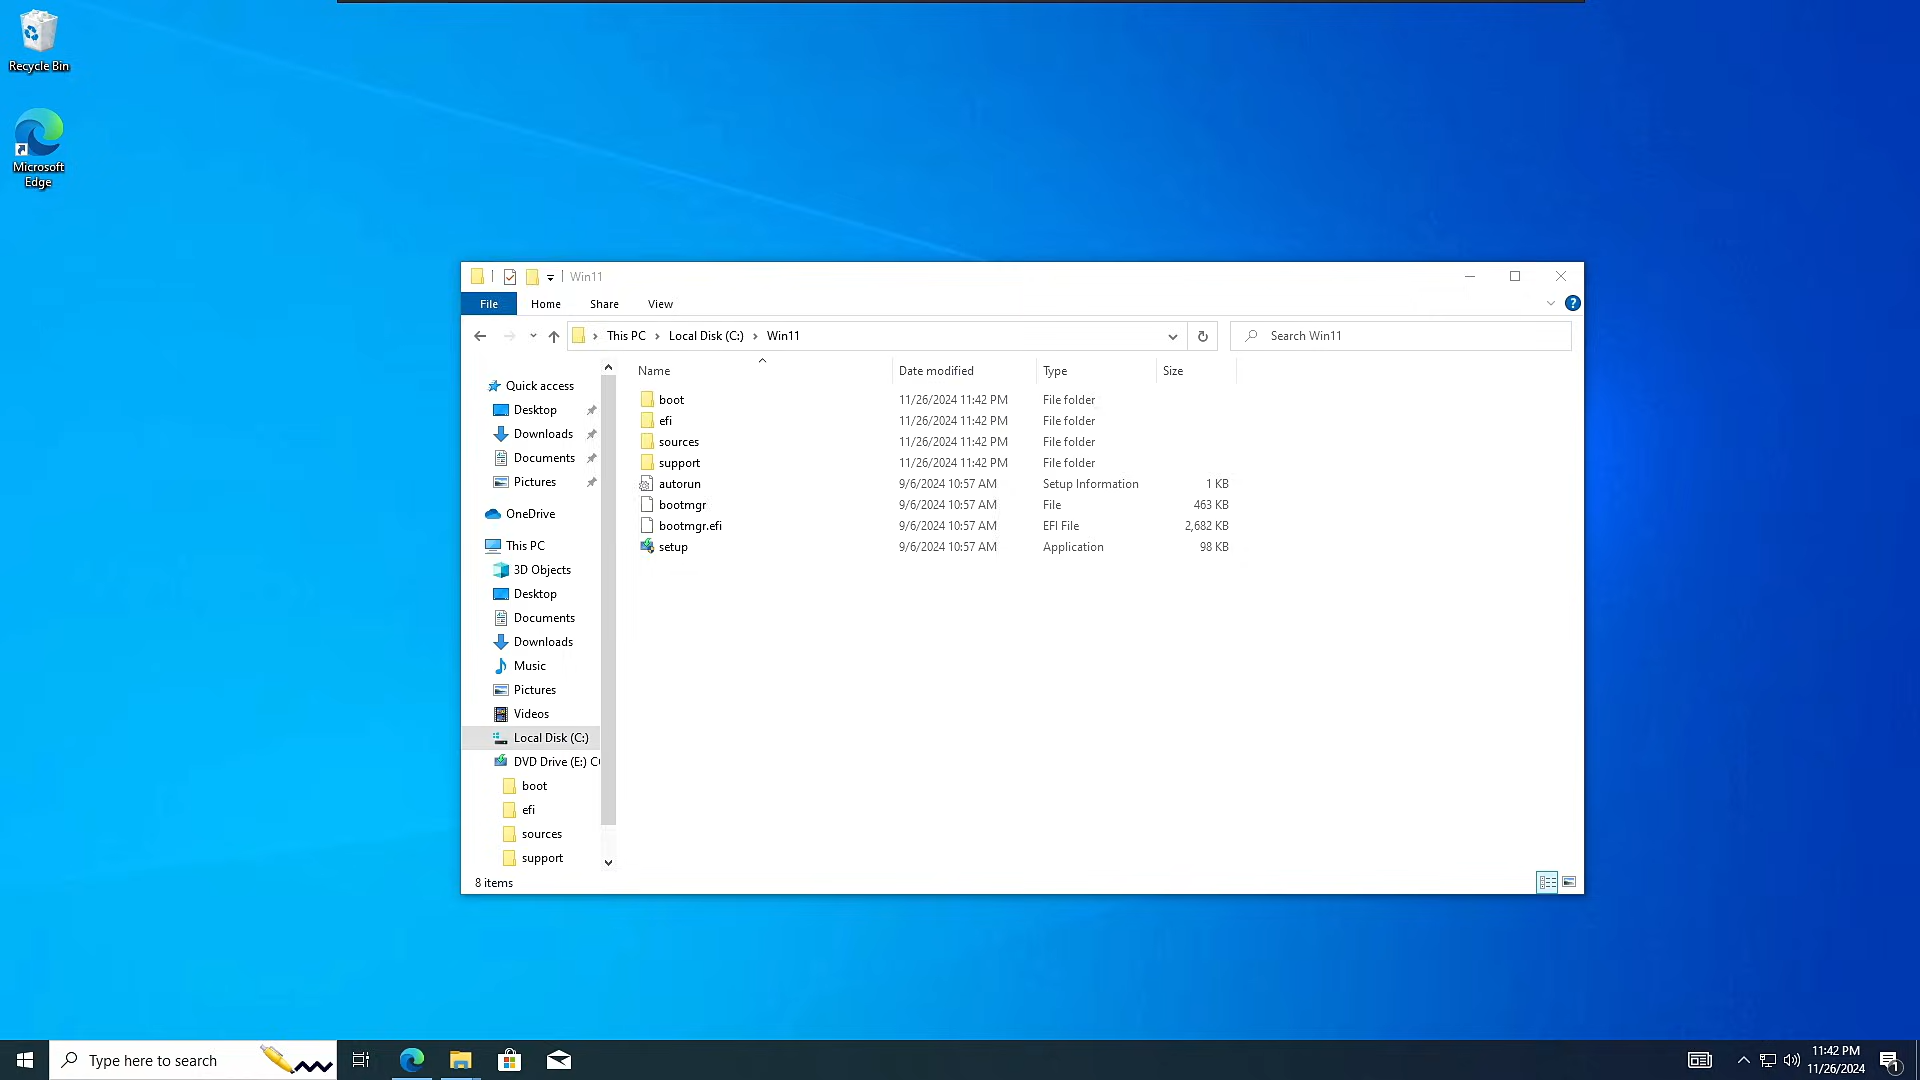 Recycle Bin
Microsoft
Edge
Win11
File Home Share View
This PC Local Disk (C:) Win11
Search Win11
Name Date modified Type Size
boot 11/26/2024 11:42 PM File folder
efi 11/26/2024 11:42 PM File folder
sources 11/26/2024 11:42 PM File folder
support 11/26/2024 11:42 PM File folder
autorun 9/6/2024 10:57 AM Setup Information 1 KB
bootmgr 9/6/2024 10:57 AM File 463 KB
bootmgr.efi 9/6/2024 10:57 AM EFI File 2,682 KB
setup 9/6/2024 10:57 AM Application 98 KB
Quick access
Desktop
Downloads
Documents
Pictures
OneDrive
This PC
3D Objects
Desktop
Documents
Downloads
Music
Pictures
Videos
Local Disk (C:)
DVD Drive (E:) C
boot
efi
sources
support
8 items
Type here to search
11:42 PM
11/26/2024
1